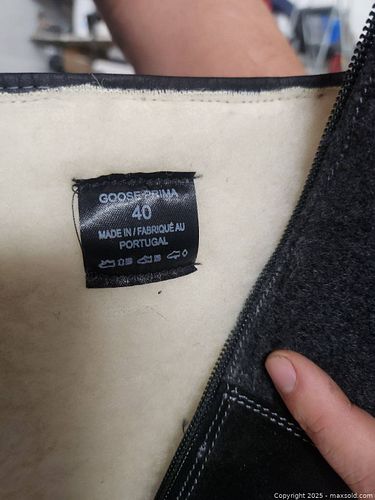 GOOSE PRIMA
40
MADE IN / FABRIQUÉ AU
PORTUGAL
Copyright 2025 - maxsold.com